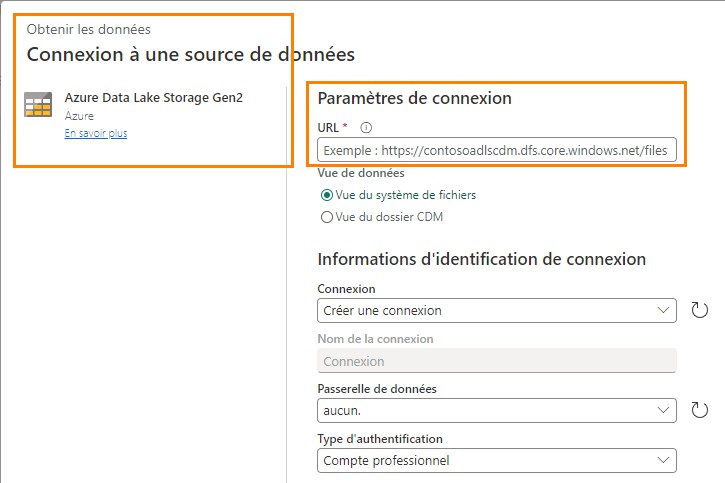 Obtenir les données
Connexion à une source de données
Azure Data Lake Storage Gen2
Azure
En savoir plus
Paramètres de connexion
URL *
Exemple : https://contosoadlscdm.dfs.core.windows.net/files
Vue de données
Vue du système de fichiers
Vue du dossier CDM
Informations d'identification de connexion
Connexion
Créer une connexion
Nom de la connexion
Connexion
Passerelle de données
aucun.
Type d'authentification
Compte professionnel